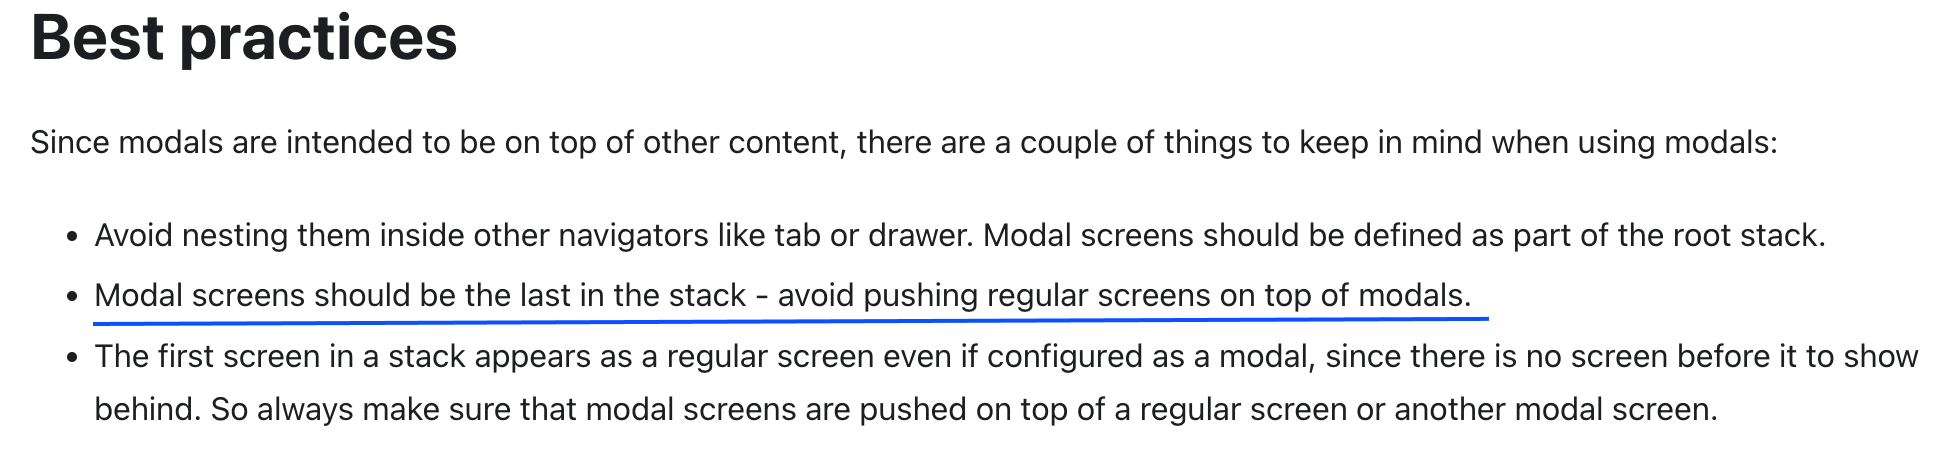 Best practices
Since modals are intended to be on top of other content, there are a couple of things to keep in mind when using modals:
• Avoid nesting them inside other navigators like tab or drawer. Modal screens should be defined as part of the root stack.
• Modal screens should be the last in the stack - avoid pushing regular screens on top of modals.
• The first screen in a stack appears as a regular screen even if configured as a modal, since there is no screen before it to show
behind. So always make sure that modal screens are pushed on top of a regular screen or another modal screen.